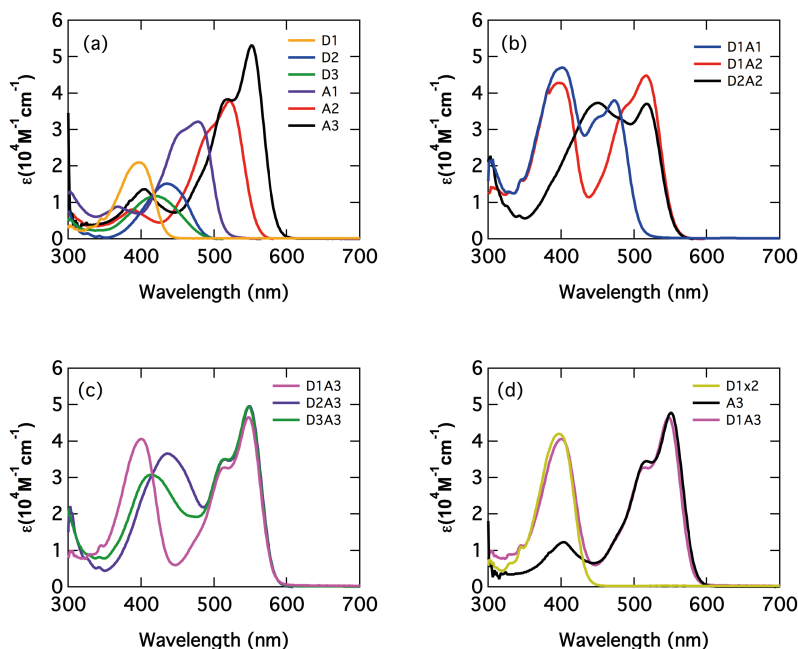 (a)
D1
D2
D3
A1
A2
A3
6
5
4
3
2
1
0
ε(10⁴M⁻¹cm⁻¹)
300 400 500 600 700
Wavelength (nm)
(b)
D1A1
D1A2
D2A2
6
5
4
3
2
1
0
ε(10⁴M⁻¹cm⁻¹)
300 400 500 600 700
Wavelength (nm)
(c)
D1A3
D2A3
D3A3
6
5
4
3
2
1
0
ε(10⁴M⁻¹cm⁻¹)
300 400 500 600 700
Wavelength (nm)
(d)
D1x2
A3
D1A3
6
5
4
3
2
1
0
ε(10⁴M⁻¹cm⁻¹)
300 400 500 600 700
Wavelength (nm)